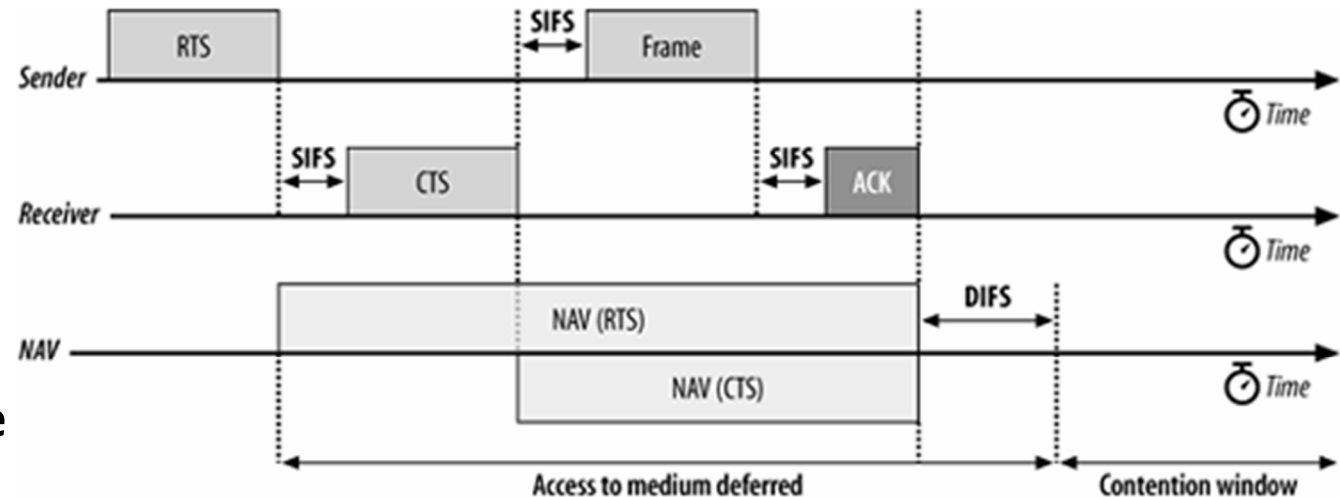 SIFS
RTS
Frame
Sender
Time
SIFS
SIFS
CTS
ACK
Receiver
Time
DIFS
NAV (RTS)
NAV
NAV (CTS)
Time
e
Access to medium deferred
Contention window